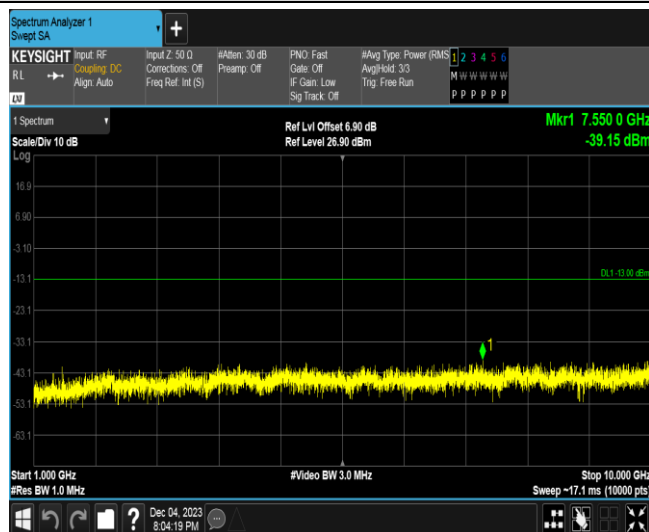 Spectrum Analyzer 1
Swept SA
KEYSIGHT Input: RF Input Z: 50 Ω #Atten: 30 dB PNO: Fast #Avg Type: Power (RMS 1 2 3 4 5 6
RL Coupling: DC Corrections: Off Preamp: Off Gate: Off Avg|Hold: 3/3 M W W W W W
Align: Auto Freq Ref: Int (S) IF Gain: Low Trig: Free Run
Sig Track: Off P P P P P P
LXI
1 Spectrum Ref Lvl Offset 6.90 dB Mkr1 7.550 0 GHz
Scale/Div 10 dB Ref Level 26.90 dBm -39.15 dBm
Log
16.9
6.90
-3.10
-13.1 DL1 -13.00 dBm
-23.1
-33.1
1
-43.1
-53.1
-63.1
Start 1.000 GHz #Video BW 3.0 MHz Stop 10.000 GHz
#Res BW 1.0 MHz Sweep ~17.1 ms (10000 pts)
Dec 04, 2023
8:04:19 PM